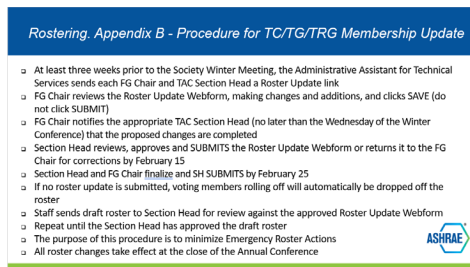 Rostering. Appendix B - Procedure for TC/TG/TRG Membership Update
At least three weeks prior to the Society Winter Meeting, the Administrative Assistant for Technical
Services sends each FG Chair and TAC Section Head a Roster Update link
FG Chair reviews the Roster Update Webform, making changes and additions, and clicks SAVE (do
not click SUBMIT)
FG Chair notifies the appropriate TAC Section Head (no later than the Wednesday of the Winter
Conference) that the proposed changes are completed
Section Head reviews, approves and SUBMITS the Roster Update Webform or returns it to the FG
Chair for corrections by February 15
Section Head and FG Chair finalize and SH SUBMITS by February 25
If no roster update is submitted, voting members rolling off will automatically be dropped off the
roster
Staff sends draft roster to Section Head for review against the approved Roster Update Webform
Repeat until the Section Head has approved the draft roster
The purpose of this procedure is to minimize Emergency Roster Actions
All roster changes take effect at the close of the Annual Conference
ASHRAE